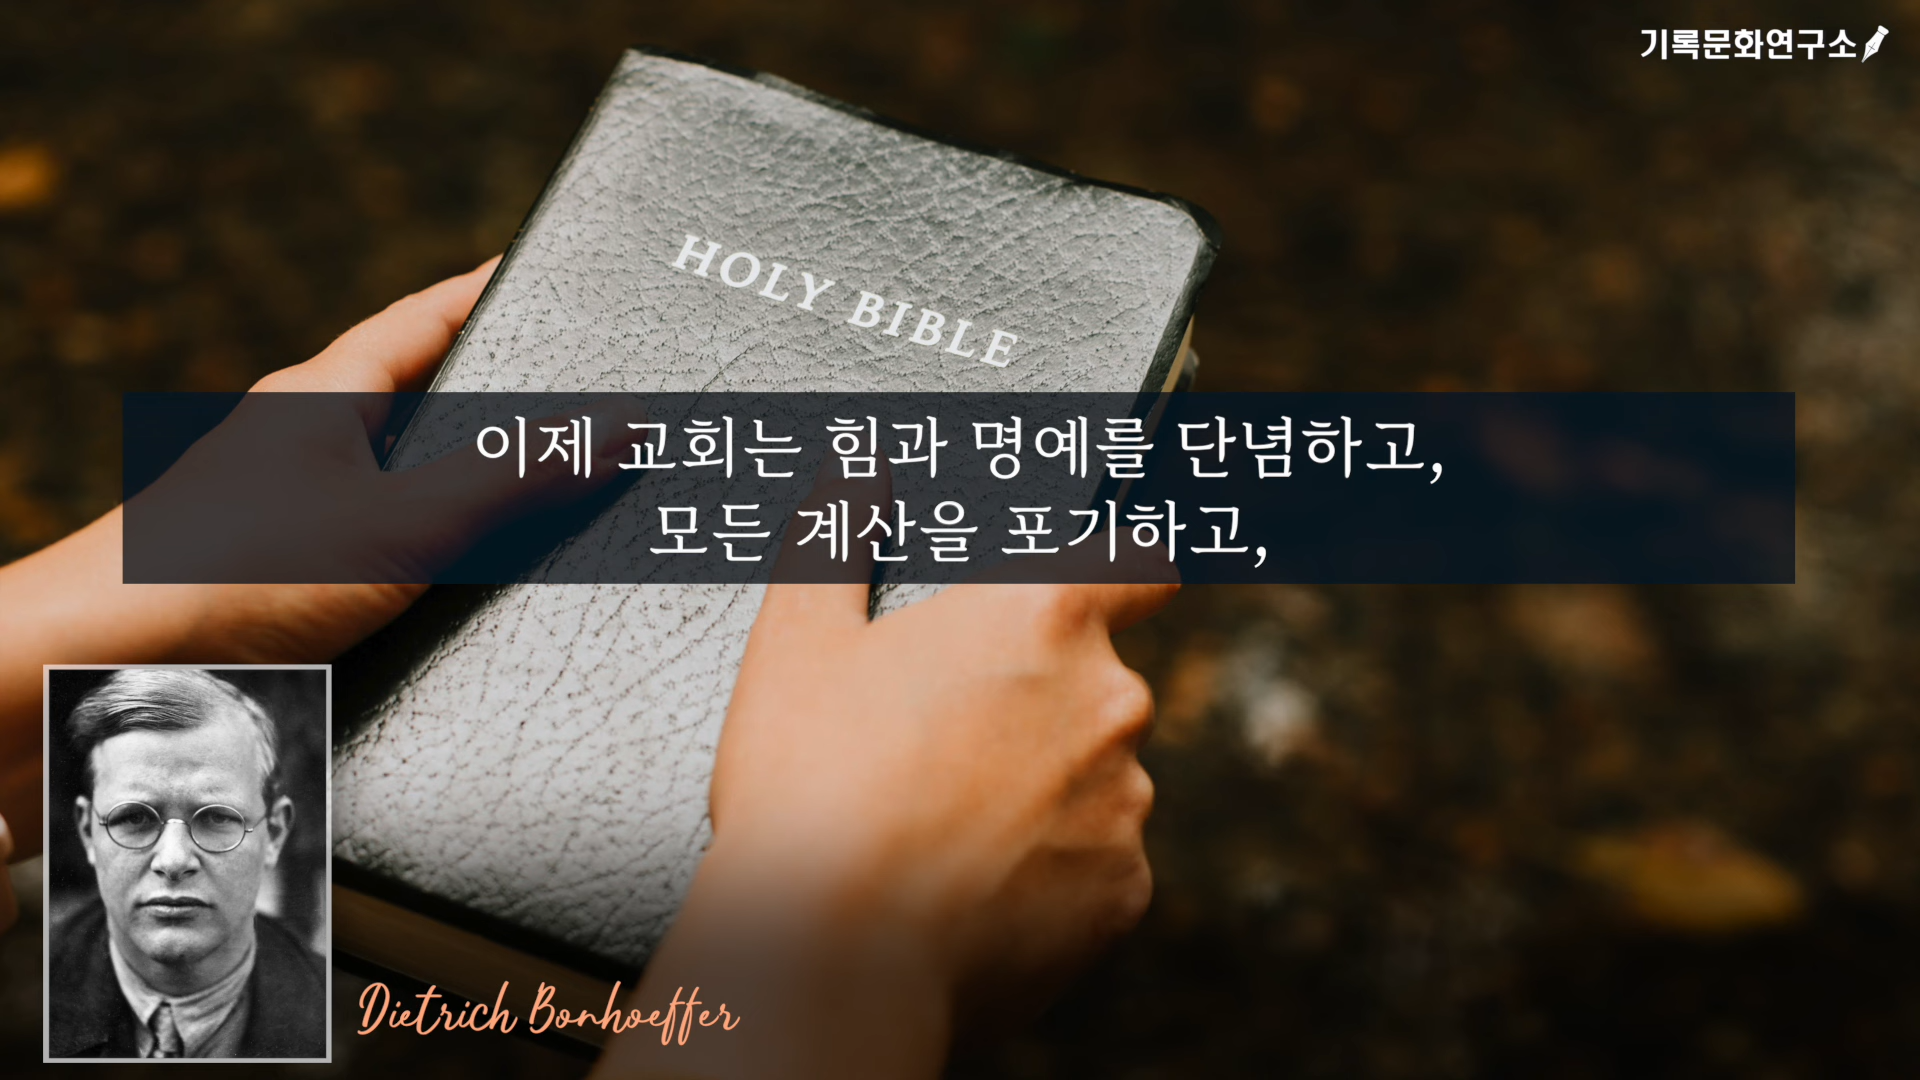 기록문화연구소
HOLY BIBLE
이제 교회는 힘과 명예를 단념하고,
모든 계산을 포기하고,
Dietrich Bonhoeffer